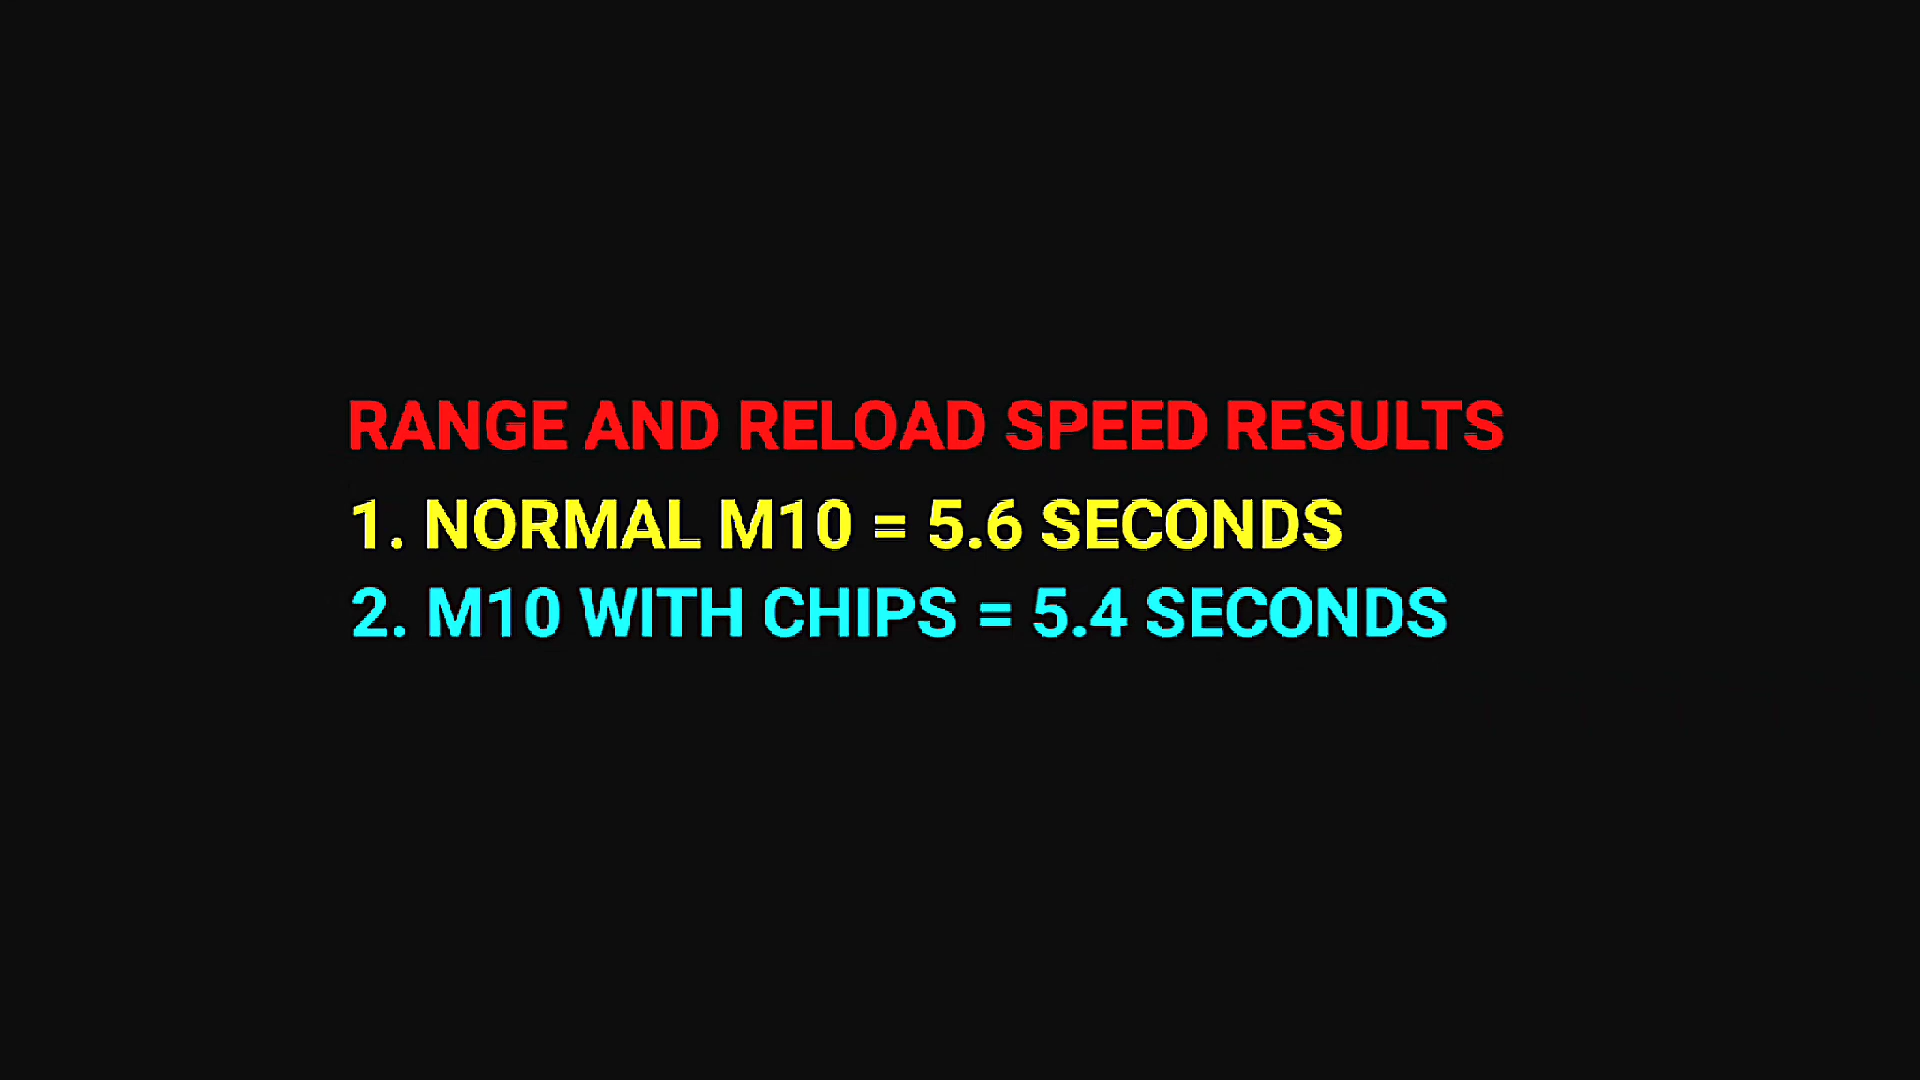 RANGE AND RELOAD SPEED RESULTS
1. NORMAL M10 = 5.6 SECONDS
2. M10 WITH CHIPS = 5.4 SECONDS